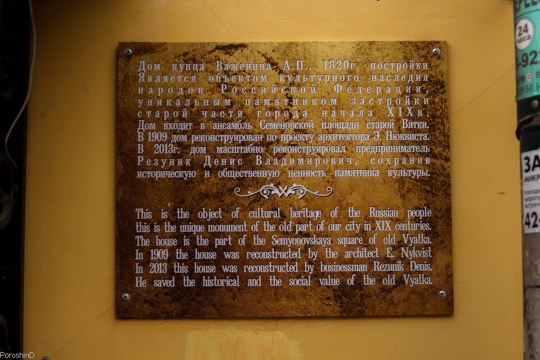 Дом купца Важенина А.П., 1820г. постройки
Является объектом культурного наследия
народов Российской Федерации,
уникальным памятником застройки
старой части города начала XIXв.
Дом входит в ансамбль Семеновской площади старой Вятки.
В 1909 дом реконструирован по проекту архитектора Э. Нюквиста.
В 2013г. дом масштабно реконструировал предприниматель
Резуник Денис Владимирович, сохранив
историческую и общественную ценность памятника культуры.
This is the object of cultural heritage of the Russian people
this is the unique monument of the old part of our city in XIX centuries.
The house is the part of the Semyonovskaya square of old Vyatka.
In 1909 the house was reconstructed by the architect E. Nykvist
In 2013 this house was reconstructed by businessman Rezunik Denis.
He saved the historical and the social value of the old Vyatka.
24
часа
PoroshinD